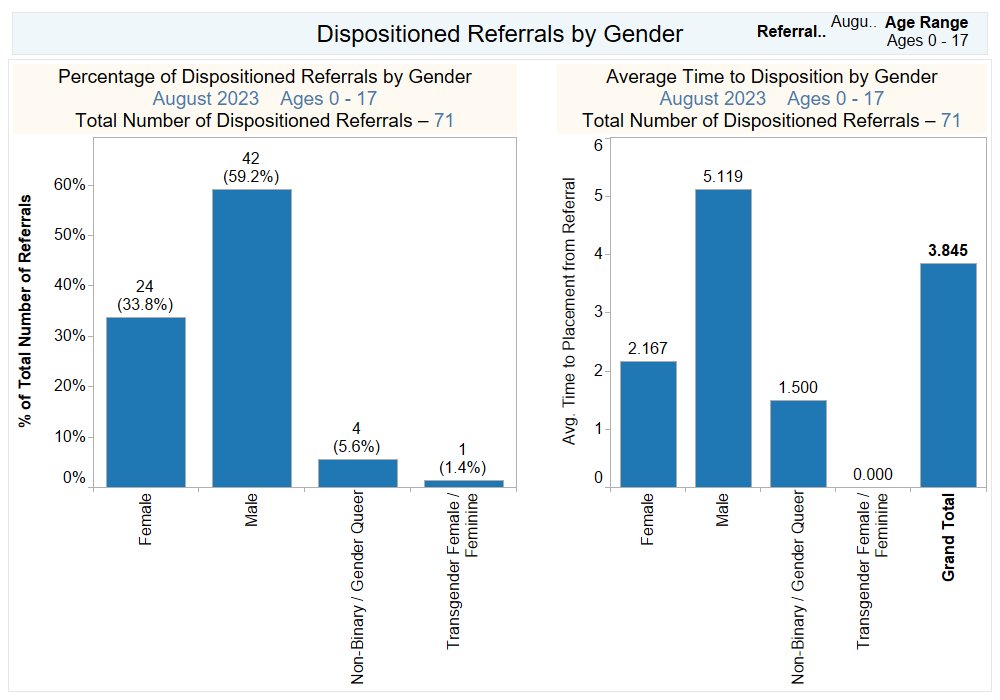 Dispositioned Referrals by Gender
Referral..
Augu..
Age Range
Ages 0 - 17
Percentage of Dispositioned Referrals by Gender
August 2023 Ages 0 - 17
Total Number of Dispositioned Referrals – 71
% of Total Number of Referrals
60%
50%
40%
30%
20%
10%
0%
24
(33.8%)
42
(59.2%)
4
(5.6%)
1
(1.4%)
Female
Male
Non-Binary / Gender Queer
Transgender Female /
Feminine
Average Time to Disposition by Gender
August 2023 Ages 0 - 17
Total Number of Dispositioned Referrals – 71
Avg. Time to Placement from Referral
6
5
4
3
2
1
0
2.167
5.119
1.500
0.000
3.845
Female
Male
Non-Binary / Gender Queer
Transgender Female /
Feminine
Grand Total